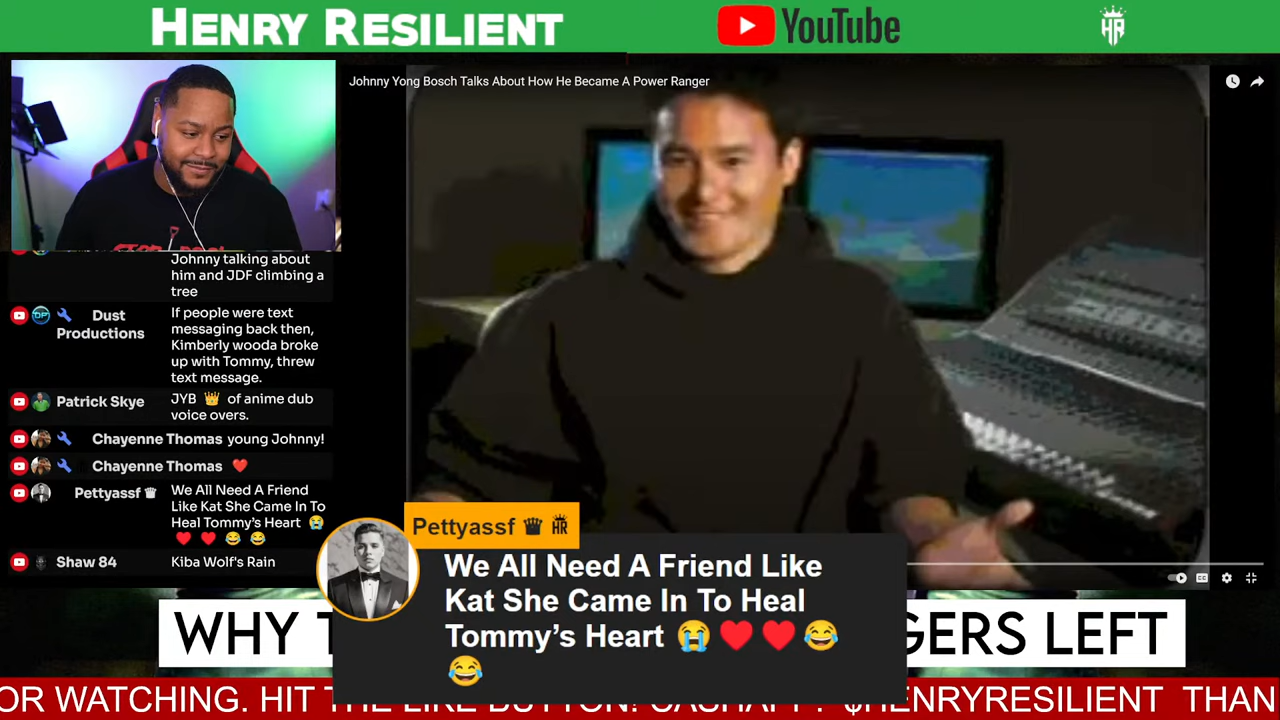 HENRY RESILIENT
YouTube
HR
Johnny Yong Bosch Talks About How He Became A Power Ranger
Johnny talking about
him and JDF climbing a
tree
Dust
Productions
If people were text
messaging back then,
Kimberly wooda broke
up with Tommy, threw
text message.
Patrick Skye
JYB 👑 of anime dub
voice overs.
Chayenne Thomas young Johnny!
Chayenne Thomas ❤️
Pettyassf ♛
We All Need A Friend
Like Kat She Came In To
Heal Tommy’s Heart 😭
❤️ ❤️ 😂 😂
Shaw 84 Kiba Wolf's Rain
Pettyassf ♛ HR
We All Need A Friend Like
Kat She Came In To Heal
Tommy’s Heart 😭❤️❤️😂
😂
CC
WHY T
GERS LEFT
OR WATCHING. HIT THE LIKE BUTTON! CASHAPP : $HENRYRESILIENT THAN